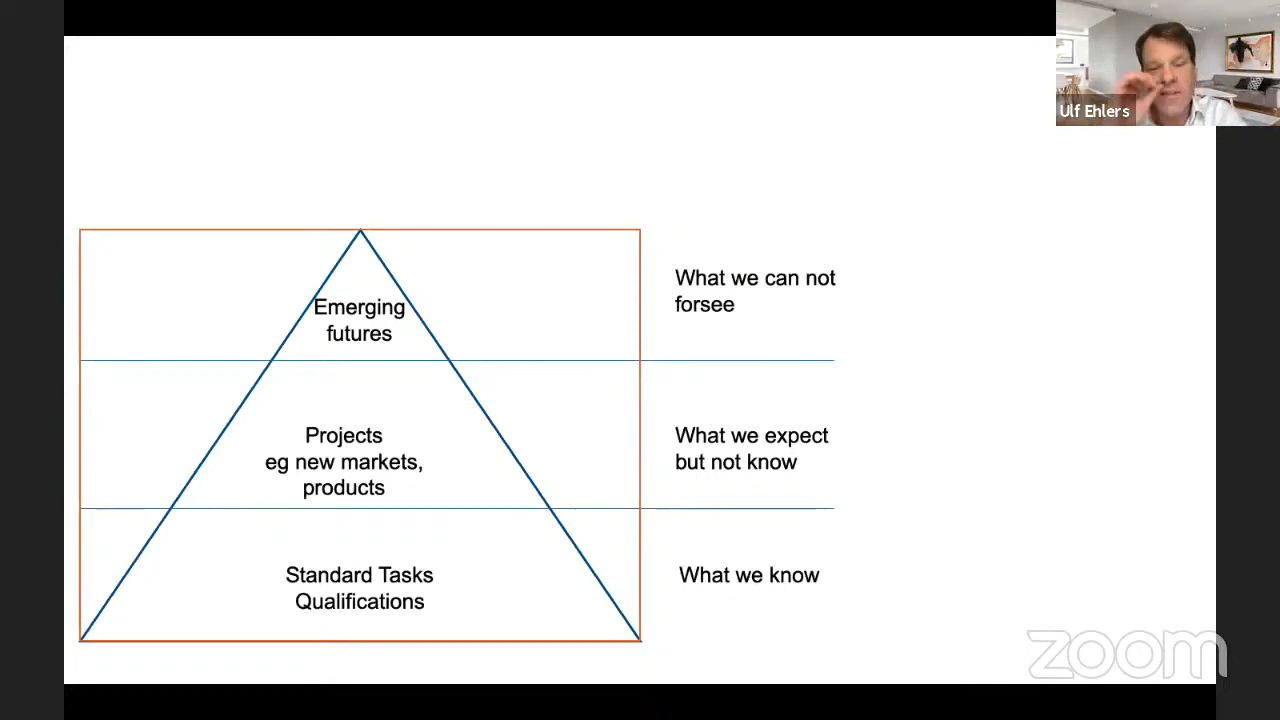 Ulf Ehlers
Emerging
futures
What we can not
forsee
Projects
eg new markets,
products
What we expect
but not know
Standard Tasks
Qualifications
What we know
zoom